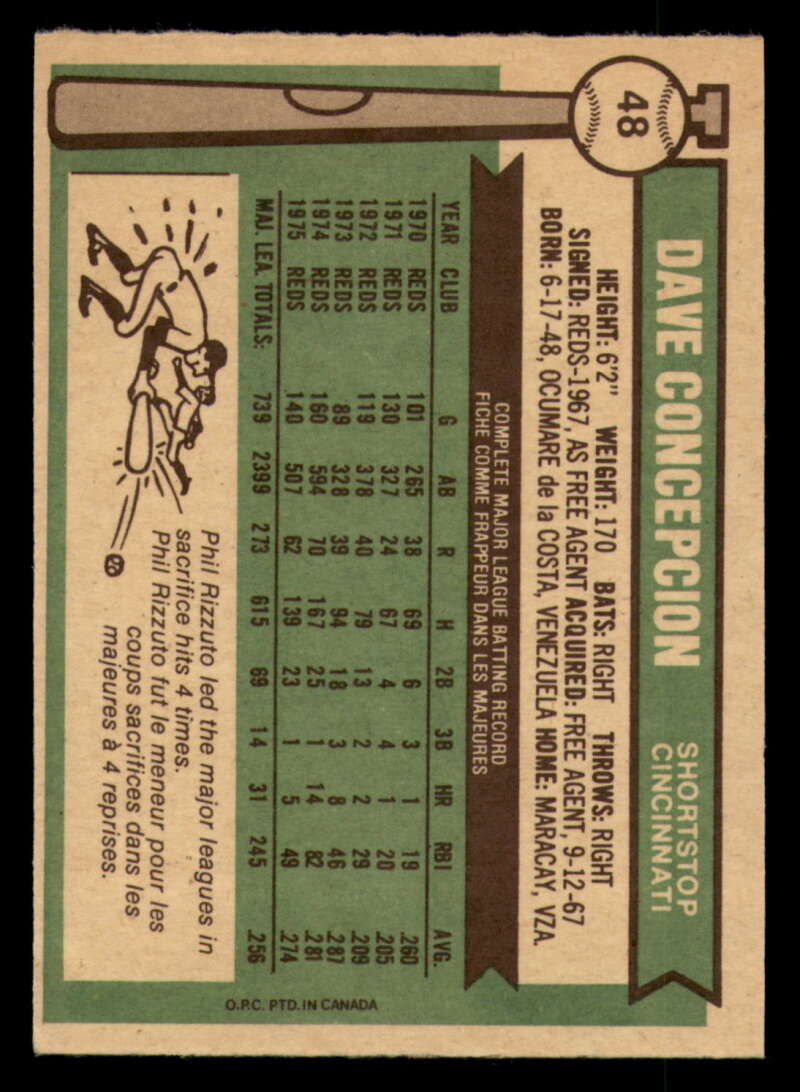 48
DAVE CONCEPCION
SHORTSTOP
CINCINNATI
HEIGHT: 6'2" WEIGHT: 170 BATS: RIGHT THROWS: RIGHT
SIGNED: REDS-1967, AS FREE AGENT ACQUIRED: FREE AGENT, 9-12-67
BORN: 6-17-48, OCUMARE de la COSTA, VENEZUELA HOME: MARACAY, VZA.
COMPLETE MAJOR LEAGUE BATTING RECORD
FICHE COMME FRAPPEUR DANS LES MAJEURES
YEAR CLUB G AB R H 2B 3B HR RBI AVG.
1970 REDS 101 265 38 69 6 3 1 19 .260
1971 REDS 130 327 24 67 4 4 1 20 .205
1972 REDS 119 378 40 79 13 2 2 29 .209
1973 REDS 89 328 39 94 18 3 8 46 .287
1974 REDS 160 594 70 167 25 1 14 82 .281
1975 REDS 140 507 62 139 23 1 5 49 .274
MAJ. LEA. TOTALS: 739 2399 273 615 69 14 31 245 .256
Phil Rizzuto led the major leagues in
sacrifice hits 4 times.
Phil Rizzuto fut le meneur pour les
coups sacrifices dans les
majeures à 4 reprises.
O.P.C. PTD. IN CANADA